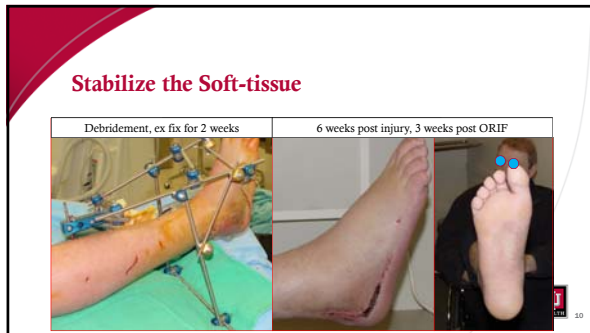 Stabilize the Soft-tissue
Debridement, ex fix for 2 weeks
6 weeks post injury, 3 weeks post ORIF
10